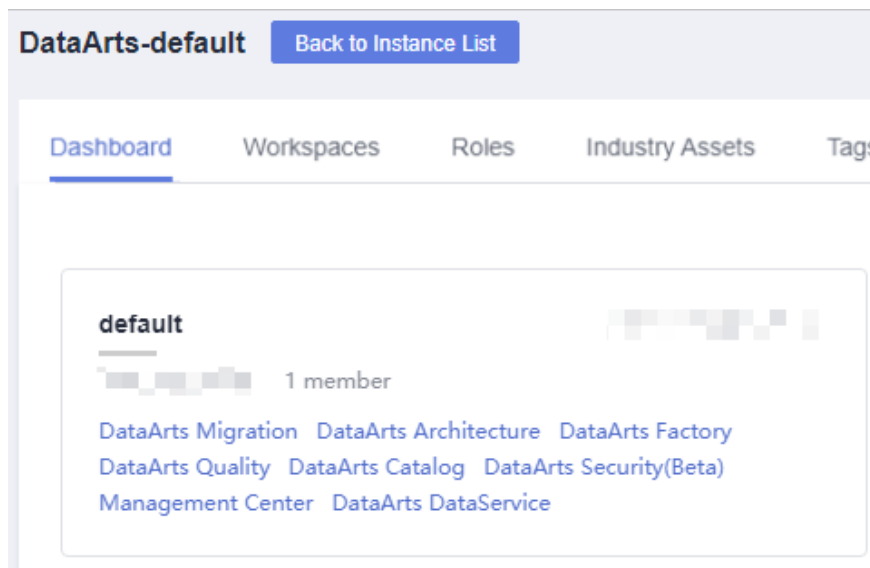 DataArts-default Back to Instance List
Dashboard Workspaces Roles Industry Assets
default
1 member
DataArts Migration DataArts Architecture DataArts Factory
DataArts Quality DataArts Catalog DataArts Security(Beta)
Management Center DataArts DataService